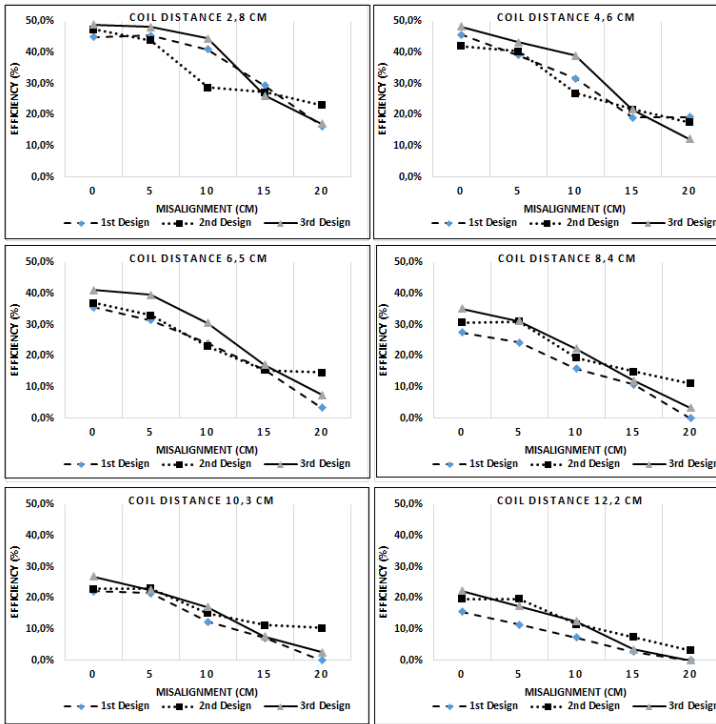 COIL DISTANCE 2,8 CM
EFFICIENCY (%)
50,0%
40,0%
30,0%
20,0%
10,0%
0,0%
0 5 10 15 20
MISALIGNMENT (CM)
1st Design 2nd Design 3rd Design
COIL DISTANCE 4,6 CM
EFFICIENCY (%)
50,0%
40,0%
30,0%
20,0%
10,0%
0,0%
0 5 10 15 20
MISALIGNMENT (CM)
1st Design 2nd Design 3rd Design
COIL DISTANCE 6,5 CM
EFFICIENCY (%)
50,0%
40,0%
30,0%
20,0%
10,0%
0,0%
0 5 10 15 20
MISALIGNMENT (CM)
1st Design 2nd Design 3rd Design
COIL DISTANCE 8,4 CM
EFFICIENCY (%)
50,0%
40,0%
30,0%
20,0%
10,0%
0,0%
0 5 10 15 20
MISALIGNMENT (CM)
1st Design 2nd Design 3rd Design
COIL DISTANCE 10,3 CM
EFFICIENCY (%)
50,0%
40,0%
30,0%
20,0%
10,0%
0,0%
0 5 10 15 20
MISALIGNMENT (CM)
1st Design 2nd Design 3rd Design
COIL DISTANCE 12,2 CM
EFFICIENCY (%)
50,0%
40,0%
30,0%
20,0%
10,0%
0,0%
0 5 10 15 20
MISALIGNMENT (CM)
1st Design 2nd Design 3rd Design